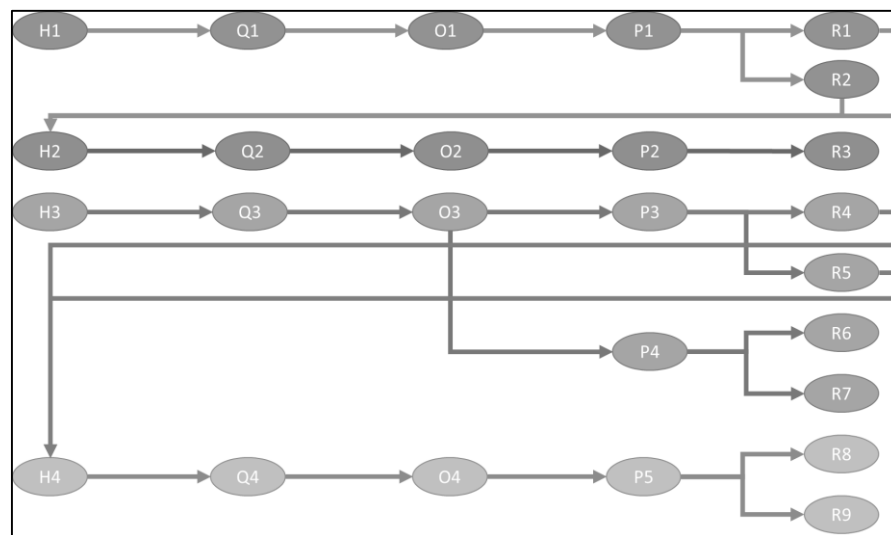 H1 Q1 O1 P1 R1
R2
H2 Q2 O2 P2 R3
H3 Q3 O3 P3 R4
R5
R6
P4
R7
R8
H4 Q4 O4 P5
R9